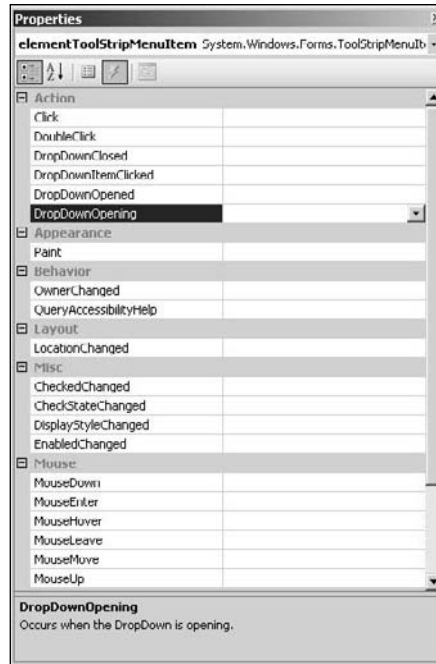 Properties
elementToolStripMenuItem System.Windows.Forms.ToolStripMenuIt
Action
Click
DoubleClick
DropDownClosed
DropDownItemClicked
DropDownOpened
DropDownOpening
Appearance
Paint
Behavior
OwnerChanged
QueryAccessibilityHelp
Layout
LocationChanged
Misc
CheckedChanged
CheckStateChanged
DisplayStyleChanged
EnabledChanged
Mouse
MouseDown
MouseEnter
MouseHover
MouseLeave
MouseMove
MouseUp
DropDownOpening
Occurs when the DropDown is opening.